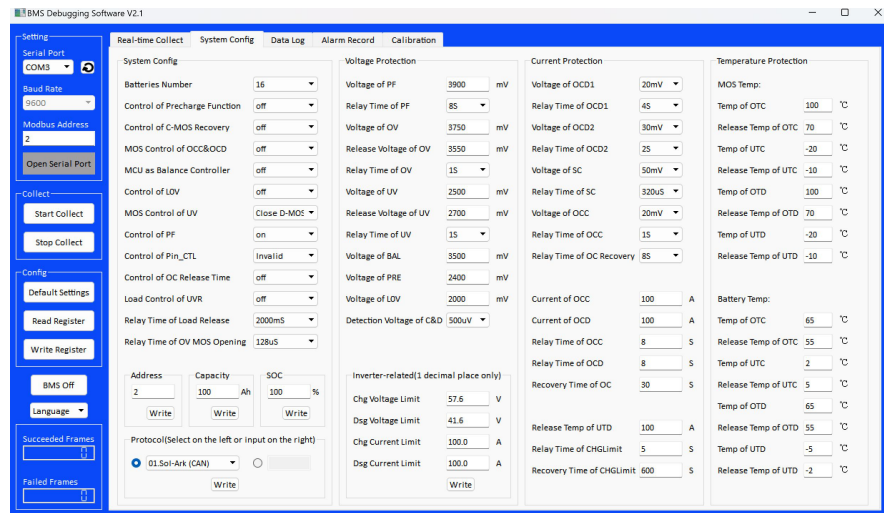 BMS Debugging Software V2.1
Setting
Serial Port
COM3
Baud Rate
9600
Modbus Address
2
Open Serial Port
Collect
Start Collect
Stop Collect
Config
Default Settings
Read Register
Write Register
BMS Off
Language
Succeeded Frames
0
Failed Frames
0
Real-time Collect System Config Data Log Alarm Record Calibration
System Config
Batteries Number 16
Control of Precharge Function off
Control of C-MOS Recovery off
MOS Control of OCC&OCD off
MCU as Balance Controller off
Control of L0V off
MOS Control of UV Close D-MOS
Control of PF on
Control of Pin_CTL Invalid
Control of OC Release Time off
Load Control of UVR off
Relay Time of Load Release 2000mS
Relay Time of OV MOS Opening 128uS
Address
2
Write
Capacity
100 Ah
Write
SOC
100 %
Write
Protocol(Select on the left or input on the right)
01.Sol-Ark (CAN)
Write
Voltage Protection
Voltage of PF 3900 mV
Relay Time of PF 8S
Voltage of OV 3750 mV
Release Voltage of OV 3550 mV
Relay Time of OV 1S
Voltage of UV 2500 mV
Release Voltage of UV 2700 mV
Relay Time of UV 1S
Voltage of BAL 3500 mV
Voltage of PRE 2400 mV
Voltage of L0V 2000 mV
Detection Voltage of C&D 500uV
Inverter-related(1 decimal place only)
Chg Voltage Limit 57.6 V
Dsg Voltage Limit 41.6 V
Chg Current Limit 100.0 A
Dsg Current Limit 100.0 A
Write
Current Protection
Voltage of OCD1 20mV
Relay Time of OCD1 4S
Voltage of OCD2 30mV
Relay Time of OCD2 2S
Voltage of SC 50mV
Relay Time of SC 320uS
Voltage of OCC 20mV
Relay Time of OCC 1S
Relay Time of OC Recovery 8S
Current of OCC 100 A
Current of OCD 100 A
Relay Time of OCC 8 S
Relay Time of OCD 8 S
Recovery Time of OC 30 S
Release Temp of UTD 100 A
Relay Time of CHGLimit 5 S
Recovery Time of CHGLimit 600 S
Temperature Protection
MOS Temp:
Temp of OTC 100 ℃
Release Temp of OTC 70 ℃
Temp of UTC -20 ℃
Release Temp of UTC -10 ℃
Temp of OTD 100 ℃
Release Temp of OTD 70 ℃
Temp of UTD -20 ℃
Release Temp of UTD -10 ℃
Battery Temp:
Temp of OTC 65 ℃
Release Temp of OTC 55 ℃
Temp of UTC 2 ℃
Release Temp of UTC 5 ℃
Temp of OTD 65 ℃
Release Temp of OTD 55 ℃
Temp of UTD -5 ℃
Release Temp of UTD -2 ℃